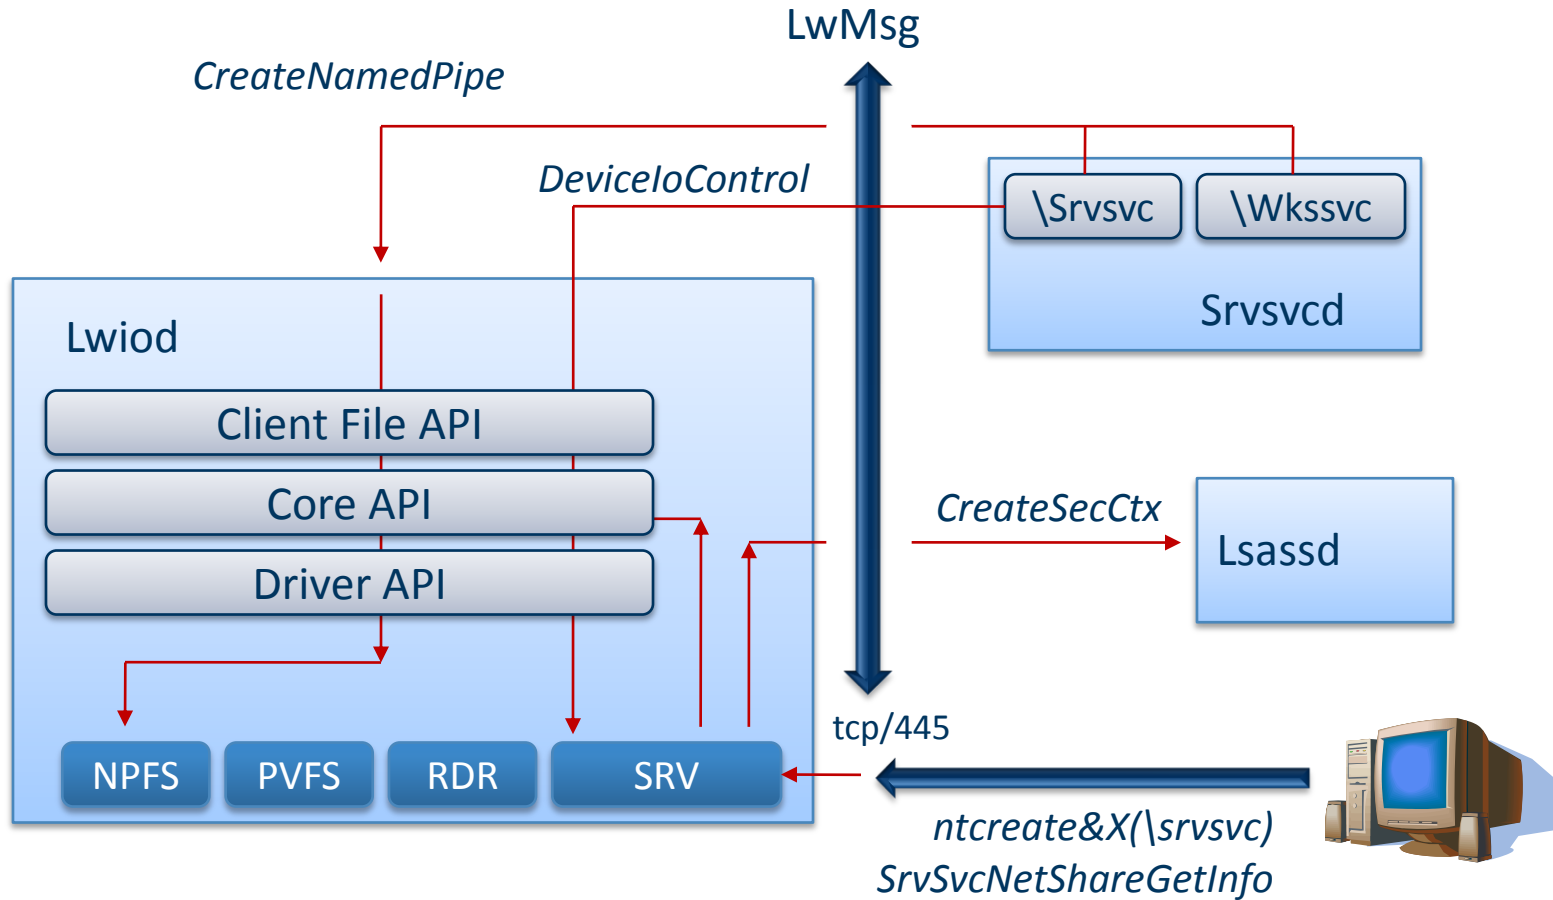 LwMsg
CreateNamedPipe
DeviceIoControl
\Srvsvc
\Wkssvc
Srvsvcd
Lwiod
Client File API
Core API
Driver API
CreateSecCtx
Lsassd
tcp/445
NPFS
PVFS
RDR
SRV
ntcreate&X(\srvsvc)
SrvSvcNetShareGetInfo